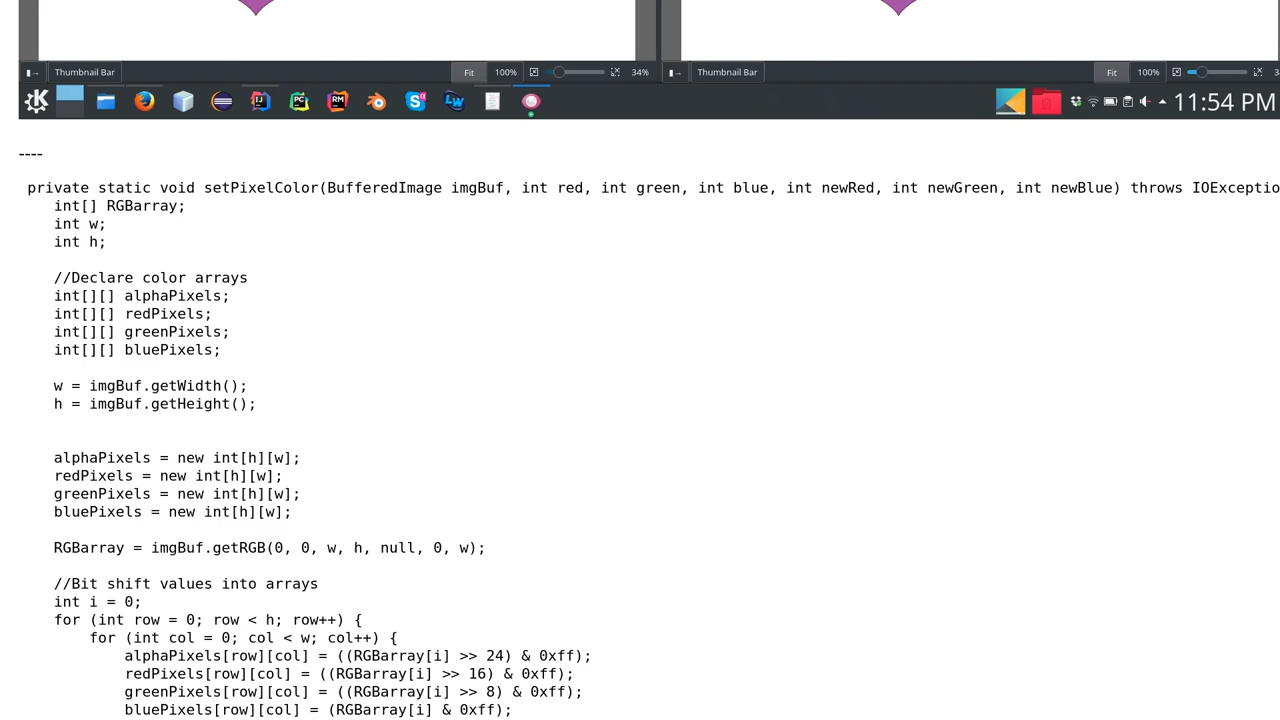 Thumbnail Bar Fit 100% 34% Thumbnail Bar Fit 100% 3
11:54 PM
----
private static void setPixelColor(BufferedImage imgBuf, int red, int green, int blue, int newRed, int newGreen, int newBlue) throws IOExceptio
int[] RGBarray;
int w;
int h;
//Declare color arrays
int[][] alphaPixels;
int[][] redPixels;
int[][] greenPixels;
int[][] bluePixels;
w = imgBuf.getWidth();
h = imgBuf.getHeight();
alphaPixels = new int[h][w];
redPixels = new int[h][w];
greenPixels = new int[h][w];
bluePixels = new int[h][w];
RGBarray = imgBuf.getRGB(0, 0, w, h, null, 0, w);
//Bit shift values into arrays
int i = 0;
for (int row = 0; row < h; row++) {
for (int col = 0; col < w; col++) {
alphaPixels[row][col] = ((RGBarray[i] >> 24) & 0xff);
redPixels[row][col] = ((RGBarray[i] >> 16) & 0xff);
greenPixels[row][col] = ((RGBarray[i] >> 8) & 0xff);
bluePixels[row][col] = (RGBarray[i] & 0xff);